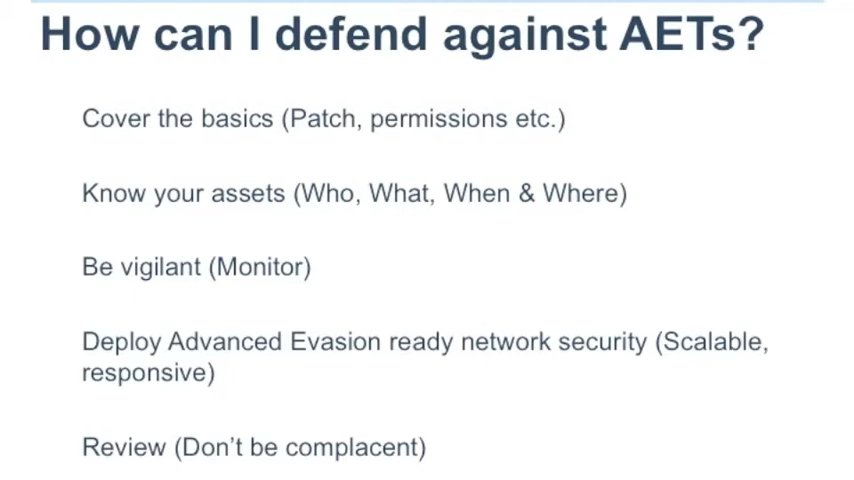 How can I defend against AETs?
Cover the basics (Patch, permissions etc.)
Know your assets (Who, What, When & Where)
Be vigilant (Monitor)
Deploy Advanced Evasion ready network security (Scalable,
responsive)
Review (Don’t be complacent)